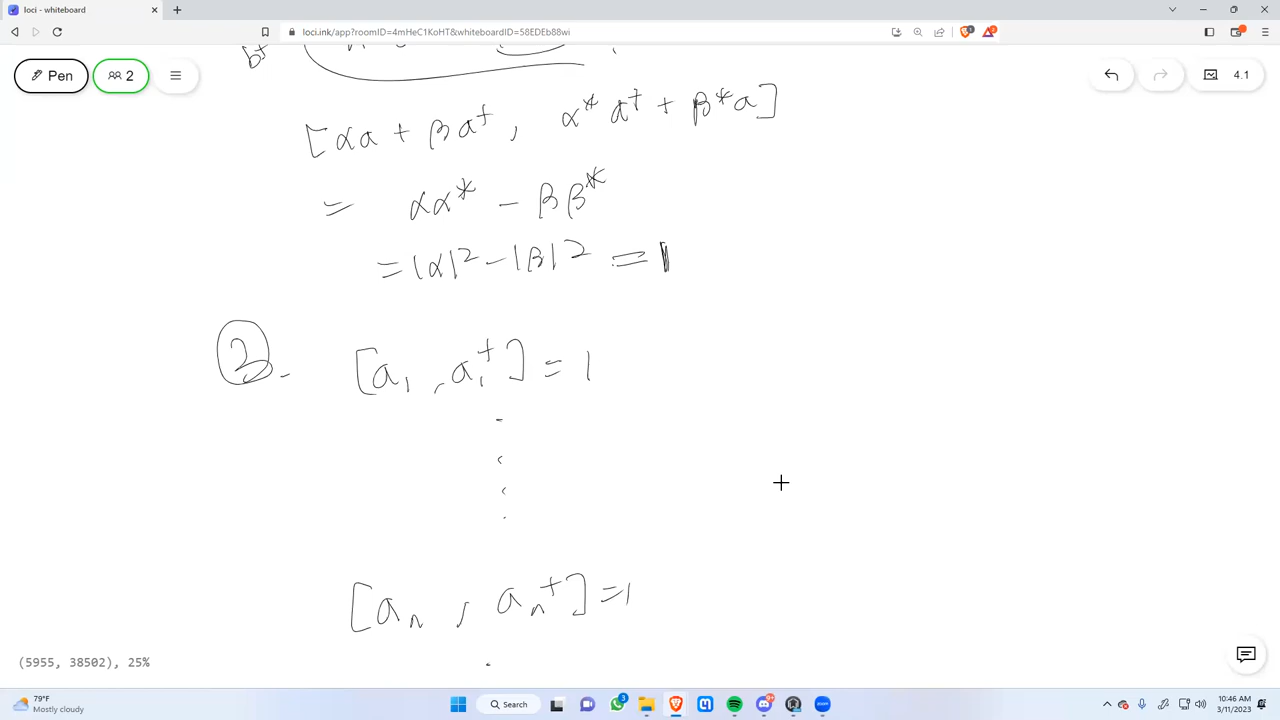 loci - whiteboard
loci.ink/app?roomID=4mHeC1KoHT&whiteboardID=58EDEb88wi
Pen
2
4.1
b†
[αa + βa†, α* a† + β* a]
= αα* - ββ*
= |α|² - |β|² = 1
3.
[a₁, a₁†] = 1
[aₙ, aₙ†] = 1
(5955, 38502), 25%
79°F
Mostly cloudy
Search
3
10:46 AM
3/11/2023